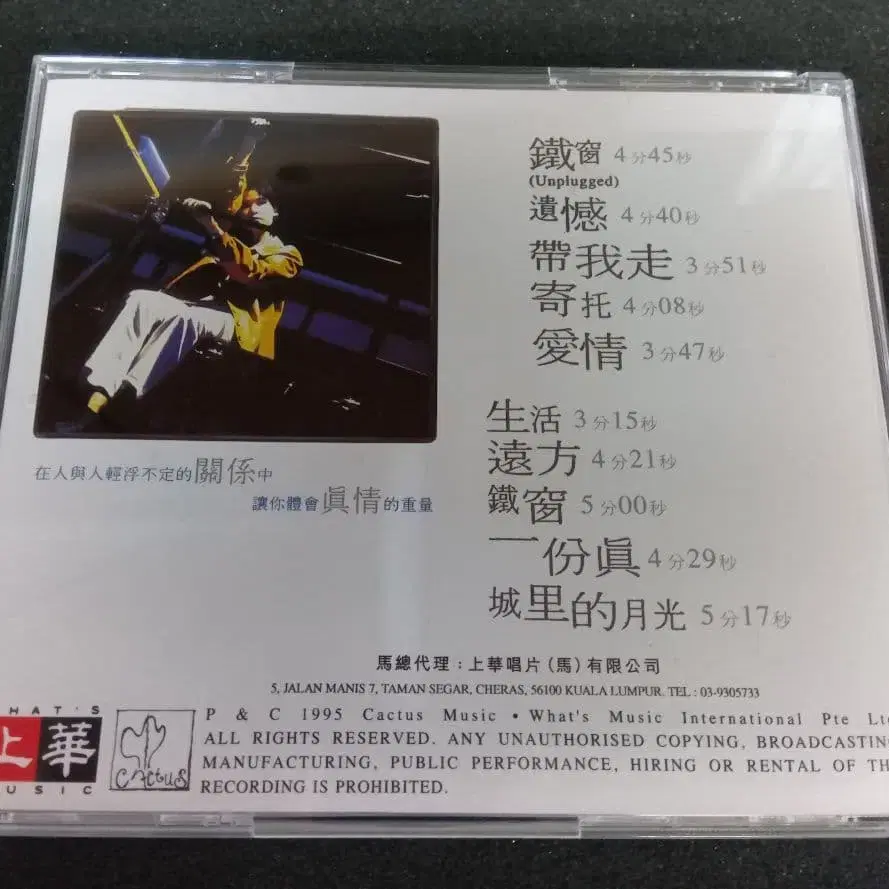 鐵窗 4分45秒
(Unplugged)
遺憾 4分40秒
帶我走 3分51秒
寄托 4分08秒
愛情 3分47秒
生活 3分15秒
遠方 4分21秒
鐵窗 5分00秒
一份眞 4分29秒
城里的月光 5分17秒
在人與人輕浮不定的關係中
讓你體會眞情的重量
馬總代理：上華唱片(馬)有限公司
5, JALAN MANIS 7, TAMAN SEGAR, CHERAS, 56100 KUALA LUMPUR. TEL : 03-9305733
HAT'S
上華
MUSIC
CACTUS
P & C 1995 Cactus Music • What's Music International Pte Ltd
ALL RIGHTS RESERVED. ANY UNAUTHORISED COPYING, BROADCASTING
MANUFACTURING, PUBLIC PERFORMANCE, HIRING OR RENTAL OF TH
RECORDING IS PROHIBITED.